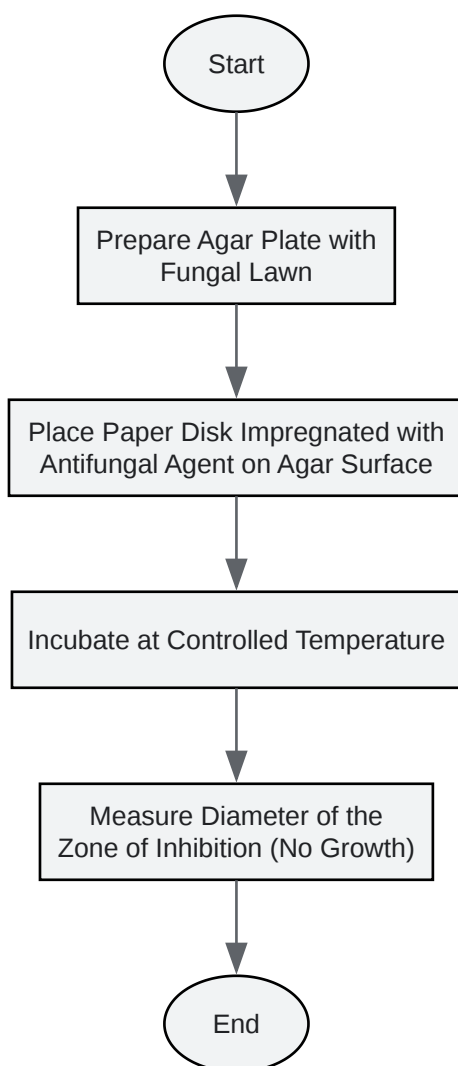 Start
Prepare Agar Plate with
Fungal Lawn
Place Paper Disk Impregnated with
Antifungal Agent on Agar Surface
Incubate at Controlled Temperature
Measure Diameter of the
Zone of Inhibition (No Growth)
End